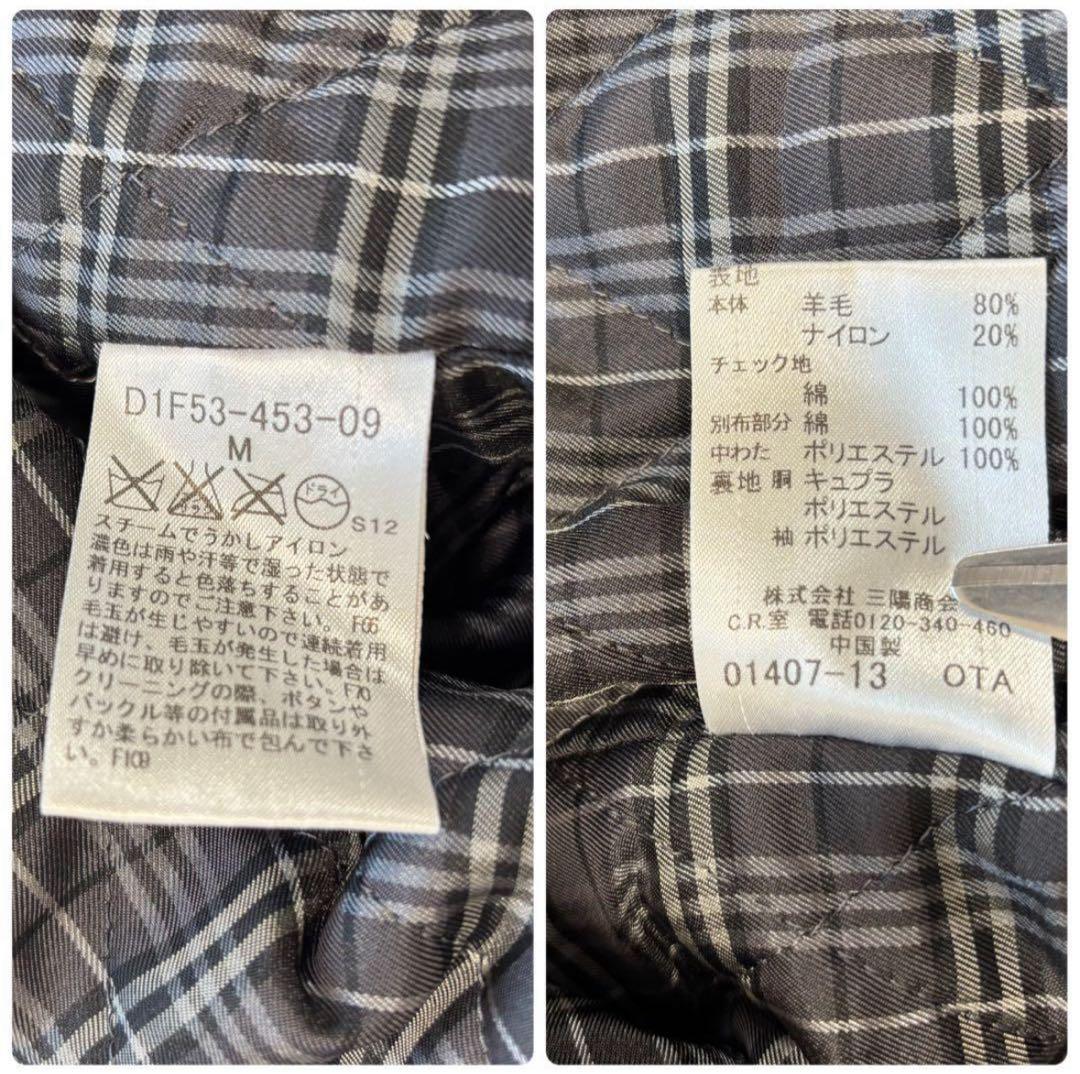 D1F53-453-09
M
ドライ
S12
スチームでうかしアイロン
濃色は雨や汗等で湿った状態で
着用すると色落ちすることがあ
りますのでご注意下さい。F05
毛玉が生じやすいので連続着用
は避け、毛玉が発生した場合は
早めに取り除いて下さい。F70
クリーニングの際、ボタンや
バックル等の付属品は取り外
すか柔らかい布で包んで下さ
い。F109
表地
本体 羊毛 80%
ナイロン 20%
チェック地
綿 100%
別布部分 綿 100%
中わた ポリエステル 100%
裏地 胴 キュプラ
ポリエステル
袖 ポリエステル
株式会社 三陽商会
C.R.室 電話0120-340-460
中国製
01407-13 OTA